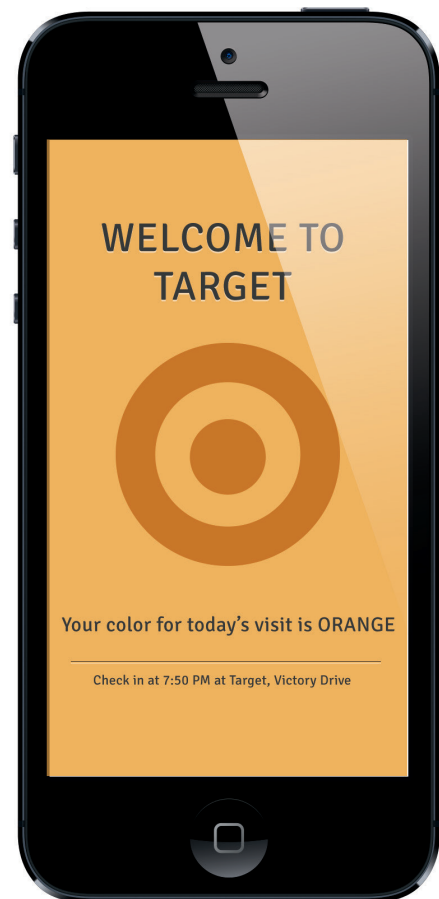 WELCOME TO
TARGET
Your color for today's visit is ORANGE
Check in at 7:50 PM at Target, Victory Drive